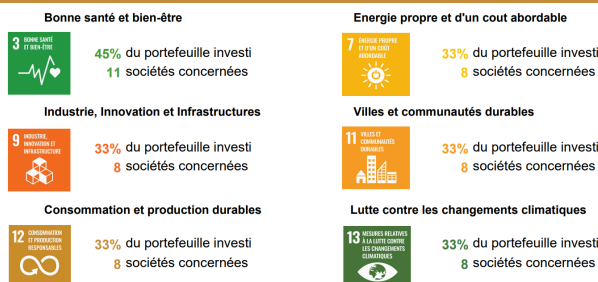 Bonne santé et bien-être
3 BONNE SANTÉ
ET BIEN-ÊTRE
45% du portefeuille investi
11 sociétés concernées
Energie propre et d'un cout abordable
7 ÉNERGIE PROPRE
ET D'UN COÛT
ABORDABLE
33% du portefeuille investi
8 sociétés concernées
Industrie, Innovation et Infrastructures
9 INDUSTRIE,
INNOVATION ET
INFRASTRUCTURE
33% du portefeuille investi
8 sociétés concernées
Villes et communautés durables
11 VILLES ET
COMMUNAUTÉS
DURABLES
33% du portefeuille investi
8 sociétés concernées
Consommation et production durables
12 CONSOMMATION
ET PRODUCTION
RESPONSABLES
33% du portefeuille investi
8 sociétés concernées
Lutte contre les changements climatiques
13 MESURES RELATIVES
À LA LUTTE CONTRE
LES CHANGEMENTS
CLIMATIQUES
33% du portefeuille investi
8 sociétés concernées